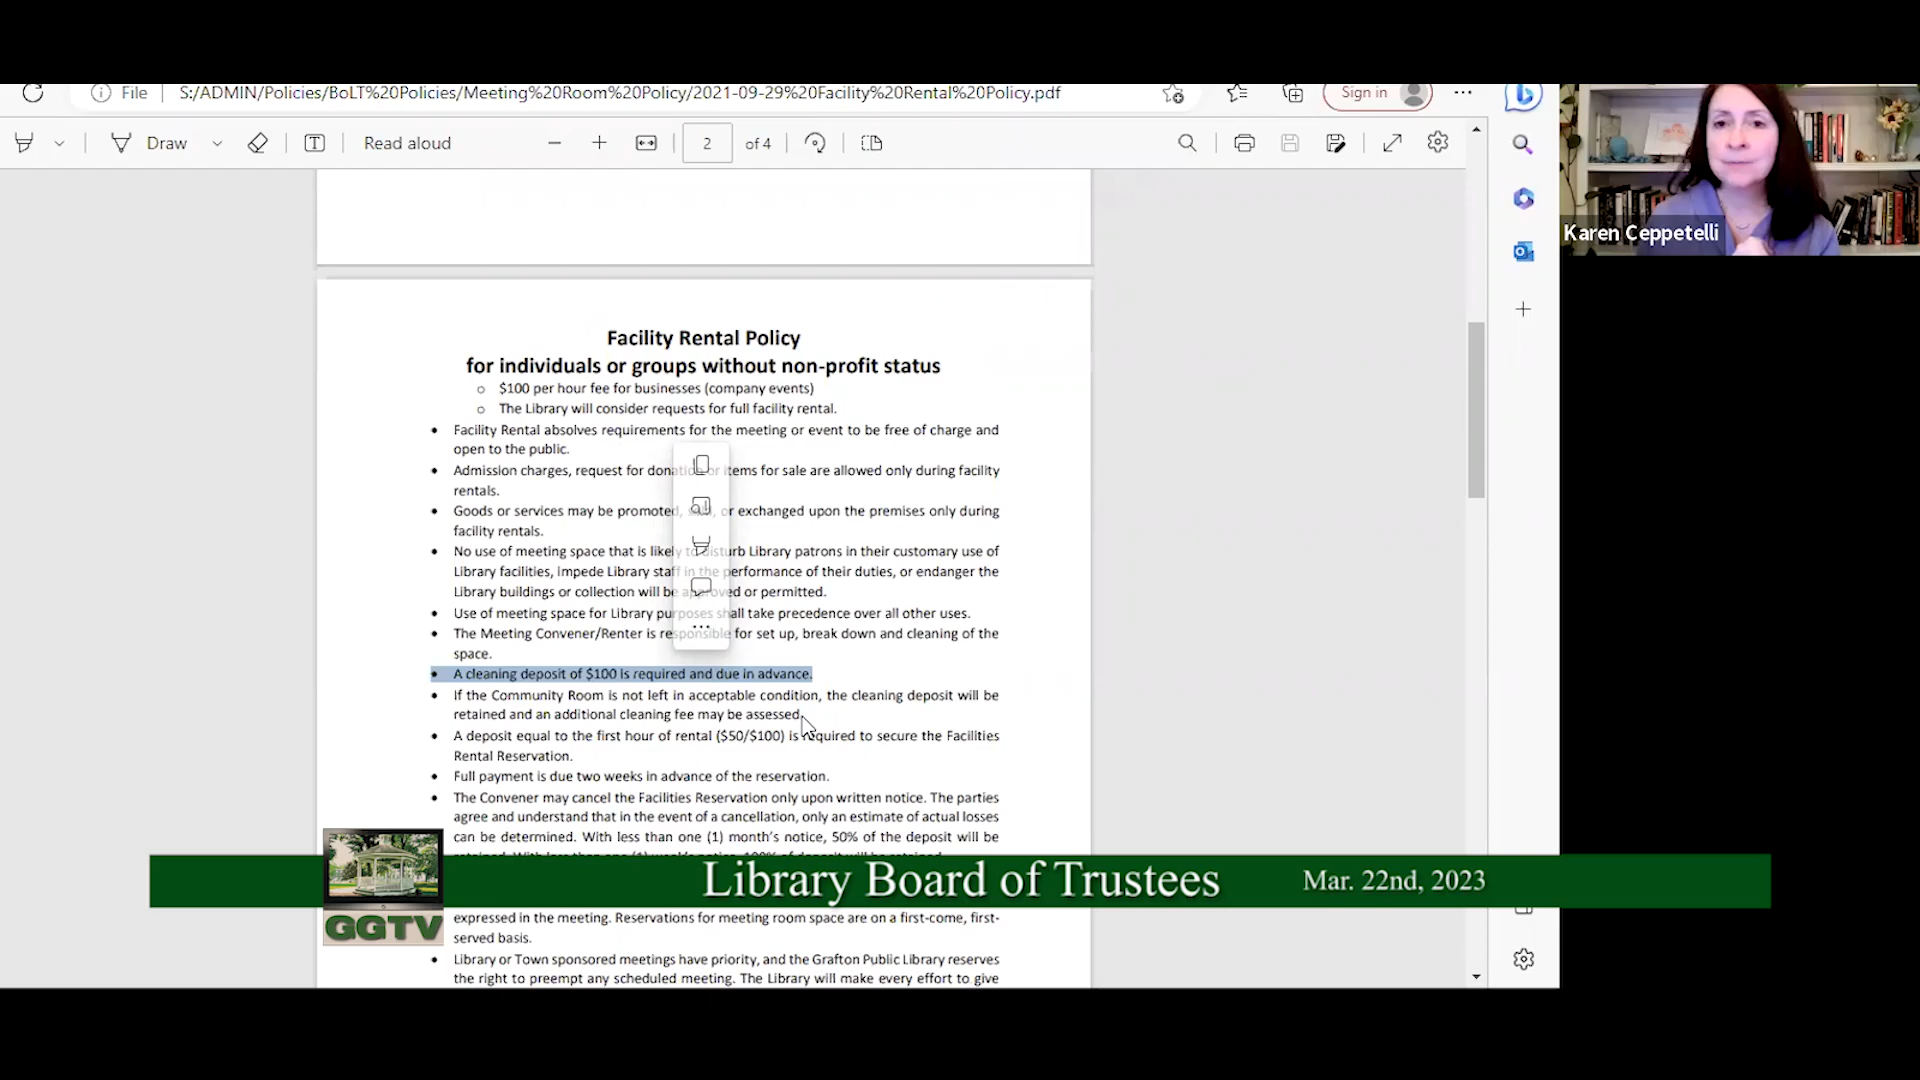 File
S:/ADMIN/Policies/BoLT%20Policies/Meeting%20Room%20Policy/2021-09-29%20Facility%20Rental%20Policy.pdf
Sign in
Draw
Read aloud
2 of 4
Karen Ceppetelli
Facility Rental Policy
for individuals or groups without non-profit status
○ $100 per hour fee for businesses (company events)
○ The Library will consider requests for full facility rental.
• Facility Rental absolves requirements for the meeting or event to be free of charge and
open to the public.
• Admission charges, request for donation or items for sale are allowed only during facility
rentals.
• Goods or services may be promoted, sold, or exchanged upon the premises only during
facility rentals.
• No use of meeting space that is likely to disturb Library patrons in their customary use of
Library facilities, impede Library staff in the performance of their duties, or endanger the
Library buildings or collection will be approved or permitted.
• Use of meeting space for Library purposes shall take precedence over all other uses.
• The Meeting Convener/Renter is responsible for set up, break down and cleaning of the
space.
• A cleaning deposit of $100 is required and due in advance.
• If the Community Room is not left in acceptable condition, the cleaning deposit will be
retained and an additional cleaning fee may be assessed.
• A deposit equal to the first hour of rental ($50/$100) is required to secure the Facilities
Rental Reservation.
• Full payment is due two weeks in advance of the reservation.
• The Convener may cancel the Facilities Reservation only upon written notice. The parties
agree and understand that in the event of a cancellation, only an estimate of actual losses
can be determined. With less than one (1) month's notice, 50% of the deposit will be
Library Board of Trustees
Mar. 22nd, 2023
GGTV
expressed in the meeting. Reservations for meeting room space are on a first-come, first-
served basis.
• Library or Town sponsored meetings have priority, and the Grafton Public Library reserves
the right to preempt any scheduled meeting. The Library will make every effort to give